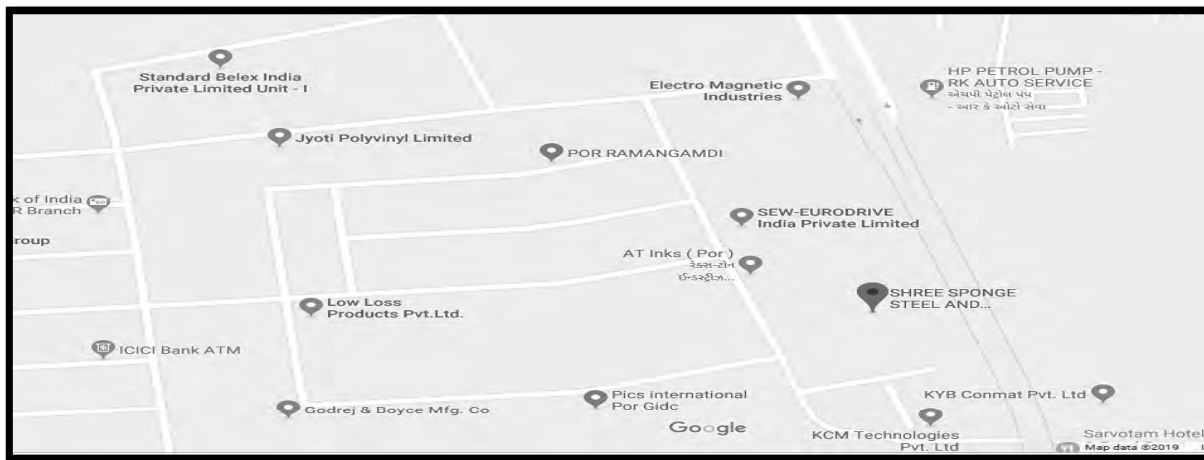 Standard Belex India
Private Limited Unit - I
Electro Magnetic
Industries
HP PETROL PUMP -
RK AUTO SERVICE
એચપી પેટ્રોલ પંપ
- આર કે ઓટો સેવા
Jyoti Polyvinyl Limited
POR RAMANGAMDI
k of India
R Branch
roup
SEW-EURODRIVE
India Private Limited
AT Inks ( Por )
રેક્સ-ટોન
ઈન્ડસ્ટ્રીઝ...
SHREE SPONGE
STEEL AND...
Low Loss
Products Pvt.Ltd.
ICICI Bank ATM
Godrej & Boyce Mfg. Co
Pics international
Por Gidc
KYB Conmat Pvt. Ltd
Google
KCM Technologies
Pvt. Ltd
Sarvotam Hotel
Map data ©2019